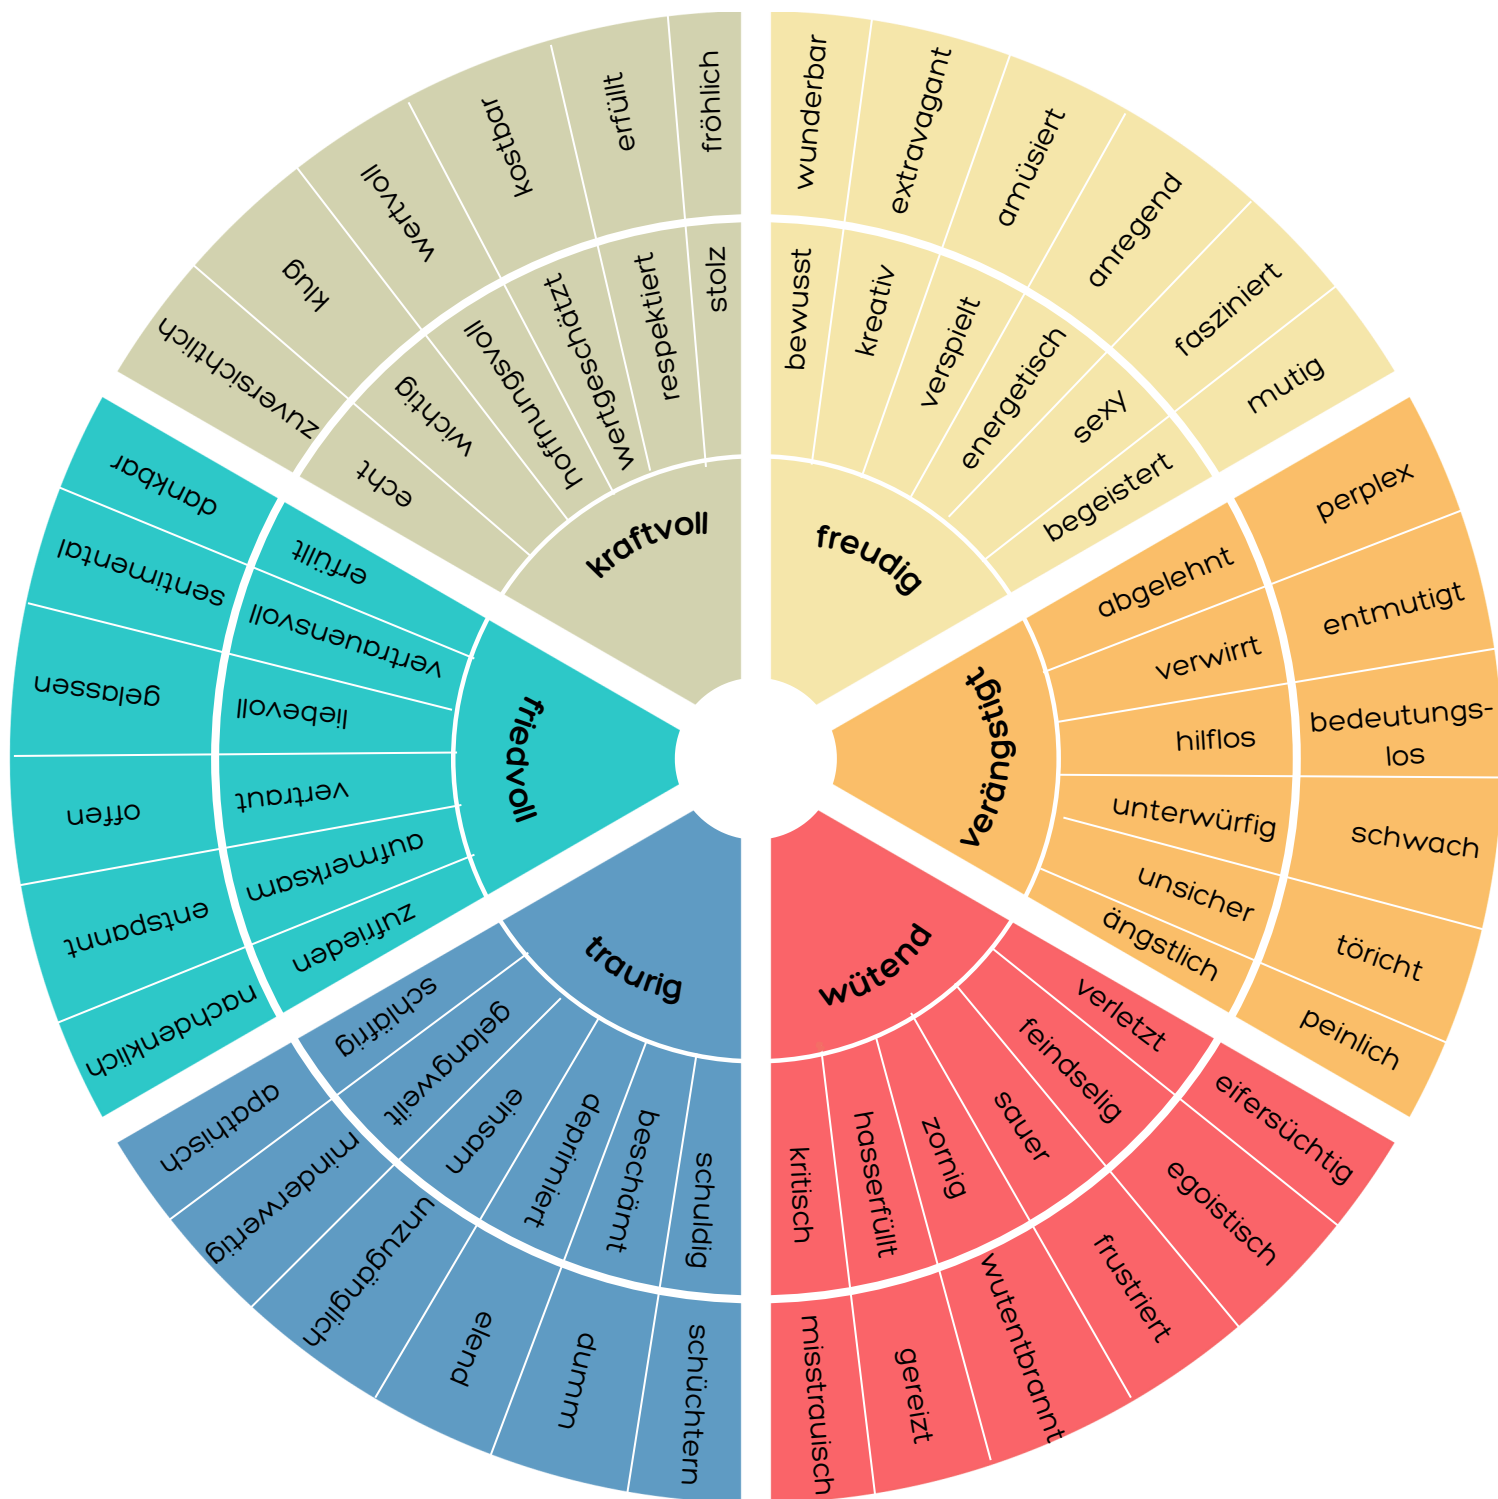 freudig
bewusst
kreativ
verspielt
energetisch
sexy
begeistert
wunderbar
extravagant
amüsiert
anregend
fasziniert
mutig
verängstigt
abgelehnt
verwirrt
hilflos
unterwürfig
unsicher
ängstlich
perplex
entmutigt
bedeutungs-
los
schwach
töricht
peinlich
wütend
verletzt
feindselig
sauer
zornig
hasserfüllt
kritisch
eifersüchtig
egoistisch
frustriert
wutentbrannt
gereizt
misstrauisch
traurig
schuldig
beschämt
deprimiert
einsam
gelangweilt
schläfrig
schüchtern
dumm
elend
unzugänglich
minderwertig
apathisch
friedvoll
zufrieden
aufmerksam
vertraut
liebevoll
vertrauensvoll
erfüllt
nachdenklich
entspannt
offen
gelassen
sentimental
dankbar
kraftvoll
echt
wichtig
hoffnungsvoll
wertgeschätzt
respektiert
stolz
zuversichtlich
klug
wertvoll
kostbar
erfüllt
fröhlich